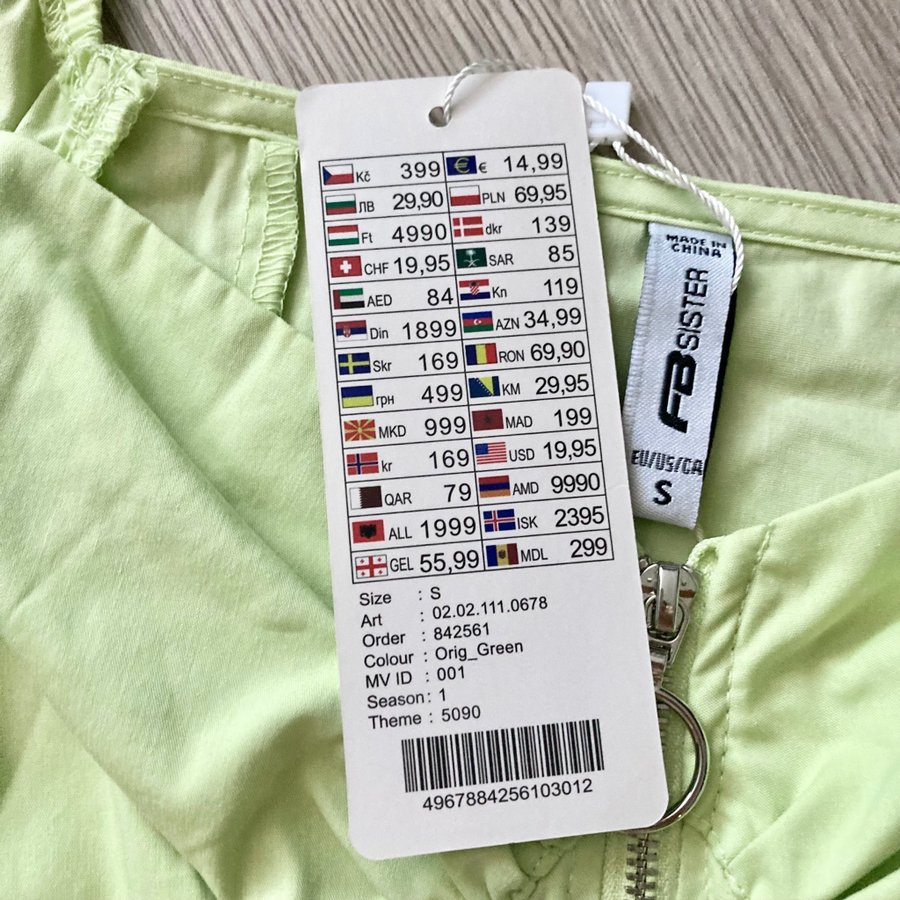 Kč 399 € 14,99
ЛВ 29,90 PLN 69,95
Ft 4990 dkr 139
CHF 19,95 SAR 85
AED 84 Kn 119
Din 1899 AZN 34,99
Skr 169 RON 69,90
грн 499 KM 29,95
MKD 999 MAD 199
kr 169 USD 19,95
QAR 79 AMD 9990
ALL 1999 ISK 2395
GEL 55,99 MDL 299
Size : S
Art : 02.02.111.0678
Order : 842561
Colour : Orig_Green
MV ID : 001
Season : 1
Theme : 5090
4967884256103012
MADE IN
CHINA
FB SISTER
EU/US/CA
S